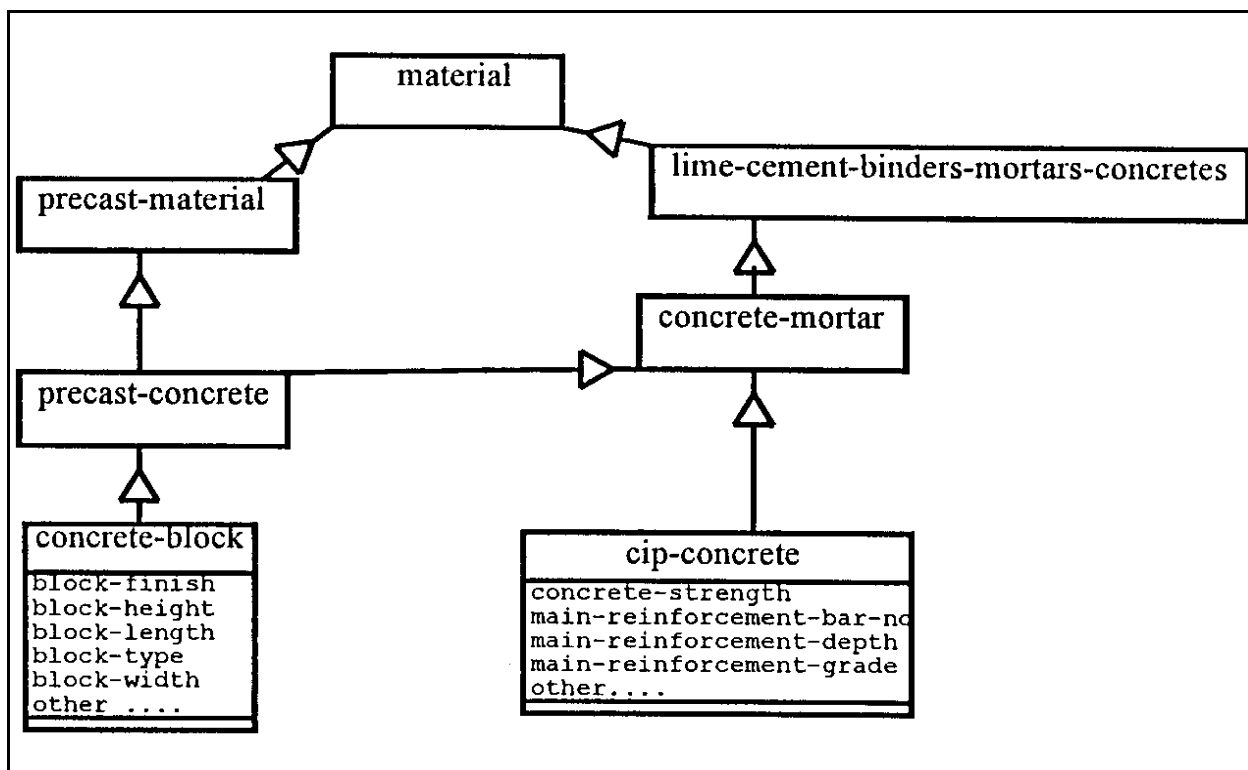 material
lime-cement-binders-mortars-concretes
precast-material
concrete-mortar
precast-concrete
concrete-block
block-finish
block-height
block-length
block-type
block-width
other ....
cip-concrete
concrete-strength
main-reinforcement-bar-no
main-reinforcement-depth
main-reinforcement-grade
other....